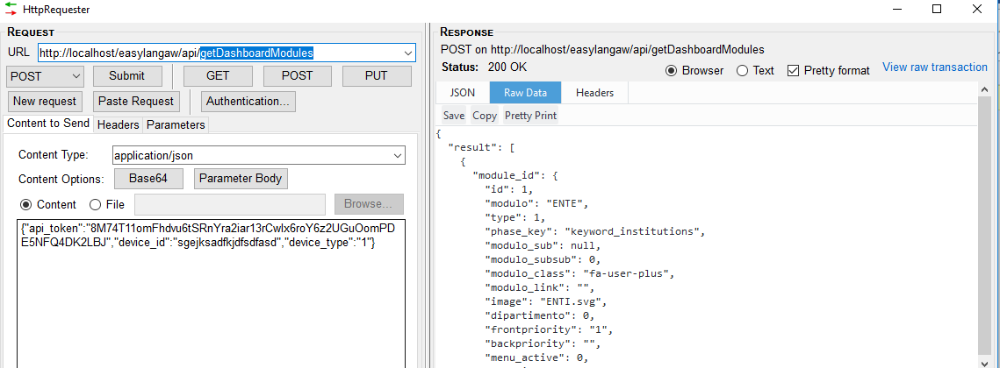 HttpRequester
REQUEST
URL http://localhost/easylangaw/api/getDashboardModules
POST Submit GET POST PUT
New request Paste Request Authentication...
Content to Send Headers Parameters
Content Type: application/json
Content Options: Base64 Parameter Body
Content File Browse...
{"api_token":"8M74T11omFhdvu6tSRnYra2iar13rCwlx6roY6z2UGuOomPD
E5NFQ4DK2LBJ","device_id":"sgejksadfkjdfsdfasd","device_type":"1"}
RESPONSE
POST on http://localhost/easylangaw/api/getDashboardModules
Status: 200 OK Browser Text Pretty format View raw transaction
JSON Raw Data Headers
Save Copy Pretty Print
{
"result": [
{
"module_id": {
"id": 1,
"modulo": "ENTE",
"type": 1,
"phase_key": "keyword_institutions",
"modulo_sub": null,
"modulo_subsub": 0,
"modulo_class": "fa-user-plus",
"modulo_link": "",
"image": "ENTI.svg",
"dipartimento": 0,
"frontpriority": "1",
"backpriority": "",
"menu_active": 0,